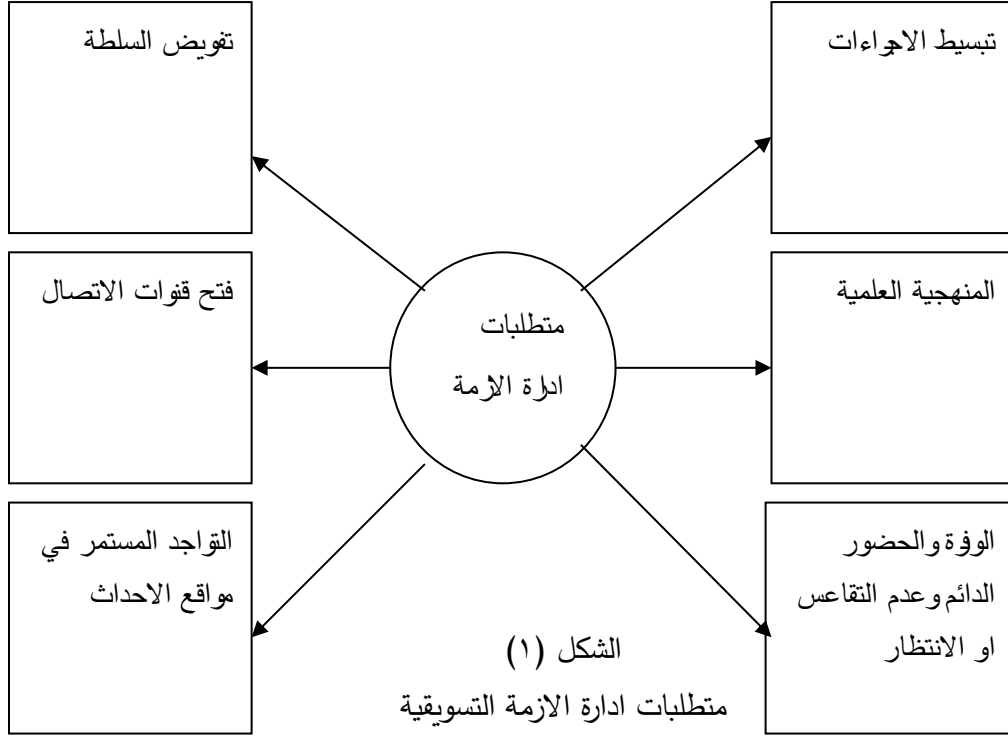 تبسيط الاجراءات
تفويض السلطة
متطلبات
ادارة الازمة
المنهجية العلمية
فتح قنوات الاتصال
الوفرة والحضور
الدائم وعدم التقاعس
او الانتظار
التواجد المستمر في
مواقع الاحداث
الشكل (١)
متطلبات ادارة الازمة التسويقية